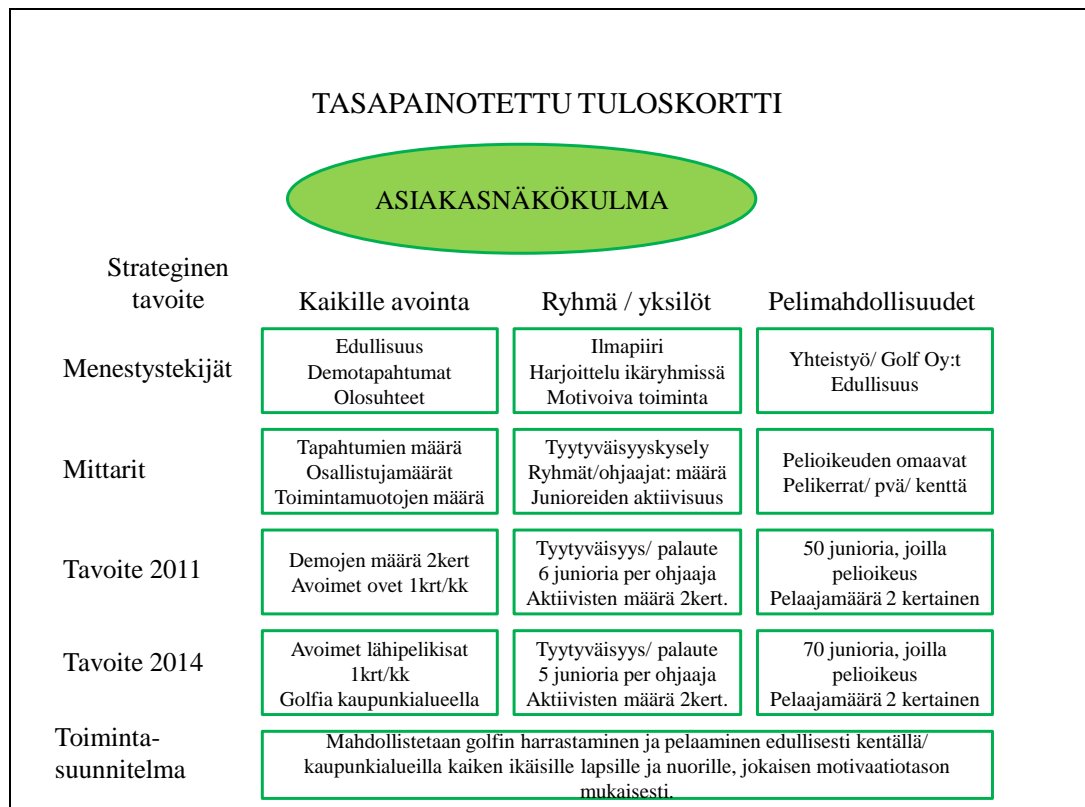 TASAPAINOTETTU TULOSKORTTI
ASIAKASNÄKÖKULMA
Strateginen
tavoite
Kaikille avointa
Ryhmä / yksilöt
Pelimahdollisuudet
Menestystekijät
Edullisuus
Demotapahtumat
Olosuhteet
Ilmapiiri
Harjoittelu ikäryhmissä
Motivoiva toiminta
Yhteistyö/ Golf Oy:t
Edullisuus
Mittarit
Tapahtumien määrä
Osallistujamäärät
Toimintamuotojen määrä
Tyytyväisyyskysely
Ryhmät/ohjaajat: määrä
Junioreiden aktiivisuus
Pelioikeuden omaavat
Pelikerrat/ pvä/ kenttä
Tavoite 2011
Demojen määrä 2kert
Avoimet ovet 1krt/kk
Tyytyväisyys/ palaute
6 junioria per ohjaaja
Aktiivisten määrä 2kert.
50 junioria, joilla
pelioikeus
Pelaajamäärä 2 kertainen
Tavoite 2014
Avoimet lähipelikisat
1krt/kk
Golfia kaupunkialueella
Tyytyväisyys/ palaute
5 junioria per ohjaaja
Aktiivisten määrä 2kert.
70 junioria, joilla
pelioikeus
Pelaajamäärä 2 kertainen
Toiminta-
suunnitelma
Mahdollistetaan golfin harrastaminen ja pelaaminen edullisesti kentällä/
kaupunkialueilla kaiken ikäisille lapsille ja nuorille, jokaisen motivaatiotason
mukaisesti.